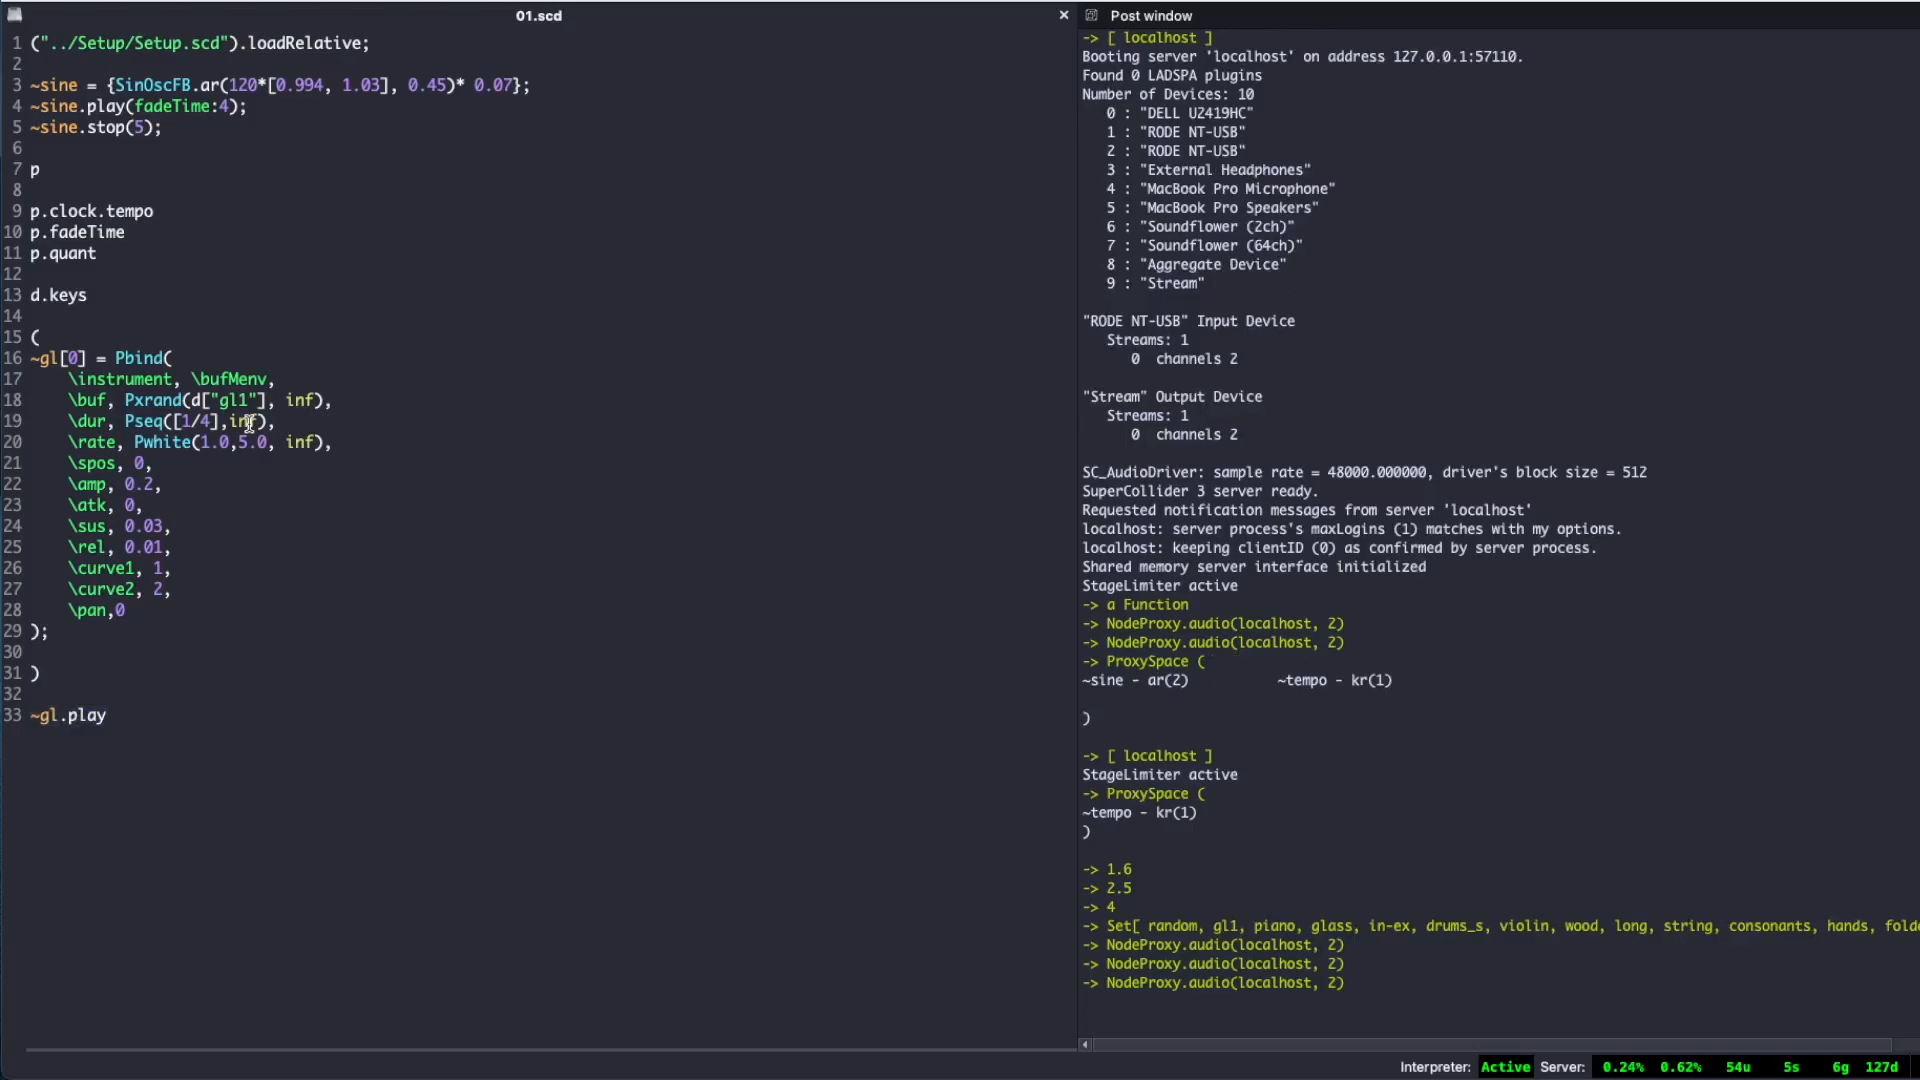 01.scd
1 ("../Setup/Setup.scd").loadRelative;
2
3 ~sine = {SinOscFB.ar(120*[0.994, 1.03], 0.45)* 0.07};
4 ~sine.play(fadeTime:4);
5 ~sine.stop(5);
6
7 p
8
9 p.clock.tempo
10 p.fadeTime
11 p.quant
12
13 d.keys
14
15 (
16 ~gl[0] = Pbind(
17 \instrument, \bufMenv,
18 \buf, Pxrand(d["gl1"], inf),
19 \dur, Pseq([1/4],inf),
20 \rate, Pwhite(1.0,5.0, inf),
21 \spos, 0,
22 \amp, 0.2,
23 \atk, 0,
24 \sus, 0.03,
25 \rel, 0.01,
26 \curve1, 1,
27 \curve2, 2,
28 \pan,0
29 );
30
31 )
32
33 ~gl.play
Post window
-> [ localhost ]
Booting server 'localhost' on address 127.0.0.1:57110.
Found 0 LADSPA plugins
Number of Devices: 10
0 : "DELL U2419HC"
1 : "RODE NT-USB"
2 : "RODE NT-USB"
3 : "External Headphones"
4 : "MacBook Pro Microphone"
5 : "MacBook Pro Speakers"
6 : "Soundflower (2ch)"
7 : "Soundflower (64ch)"
8 : "Aggregate Device"
9 : "Stream"
"RODE NT-USB" Input Device
Streams: 1
0 channels 2
"Stream" Output Device
Streams: 1
0 channels 2
SC_AudioDriver: sample rate = 48000.000000, driver's block size = 512
SuperCollider 3 server ready.
Requested notification messages from server 'localhost'
localhost: server process's maxLogins (1) matches with my options.
localhost: keeping clientID (0) as confirmed by server process.
Shared memory server interface initialized
StageLimiter active
-> a Function
-> NodeProxy.audio(localhost, 2)
-> NodeProxy.audio(localhost, 2)
-> ProxySpace (
~sine - ar(2) ~tempo - kr(1)
)
-> [ localhost ]
StageLimiter active
-> ProxySpace (
~tempo - kr(1)
)
-> 1.6
-> 2.5
-> 4
-> Set[ random, gl1, piano, glass, in-ex, drums_s, violin, wood, long, string, consonants, hands, folde
-> NodeProxy.audio(localhost, 2)
-> NodeProxy.audio(localhost, 2)
-> NodeProxy.audio(localhost, 2)
Interpreter: Active Server: 0.24% 0.62% 54u 5s 6g 127d